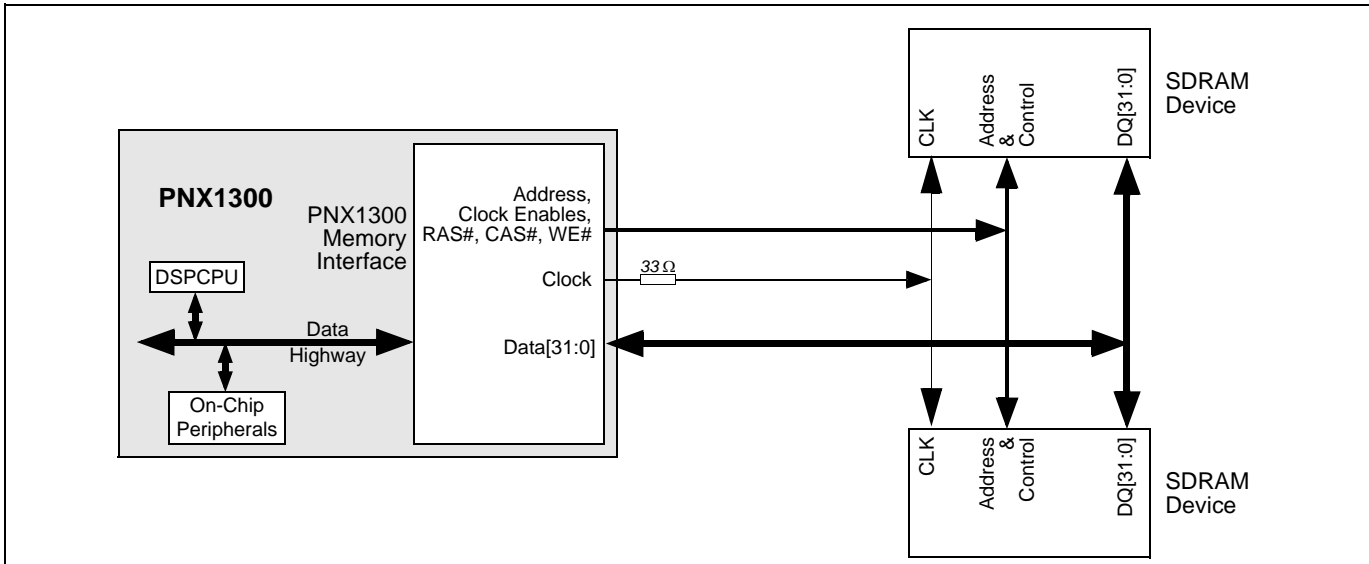 PNX1300
PNX1300
Memory
Interface
DSPCPU
Data
Highway
On-Chip
Peripherals
Address,
Clock Enables,
RAS#, CAS#, WE#
Clock
33 Ω
Data[31:0]
CLK
Address
&
Control
DQ[31:0]
SDRAM
Device
CLK
Address
&
Control
DQ[31:0]
SDRAM
Device